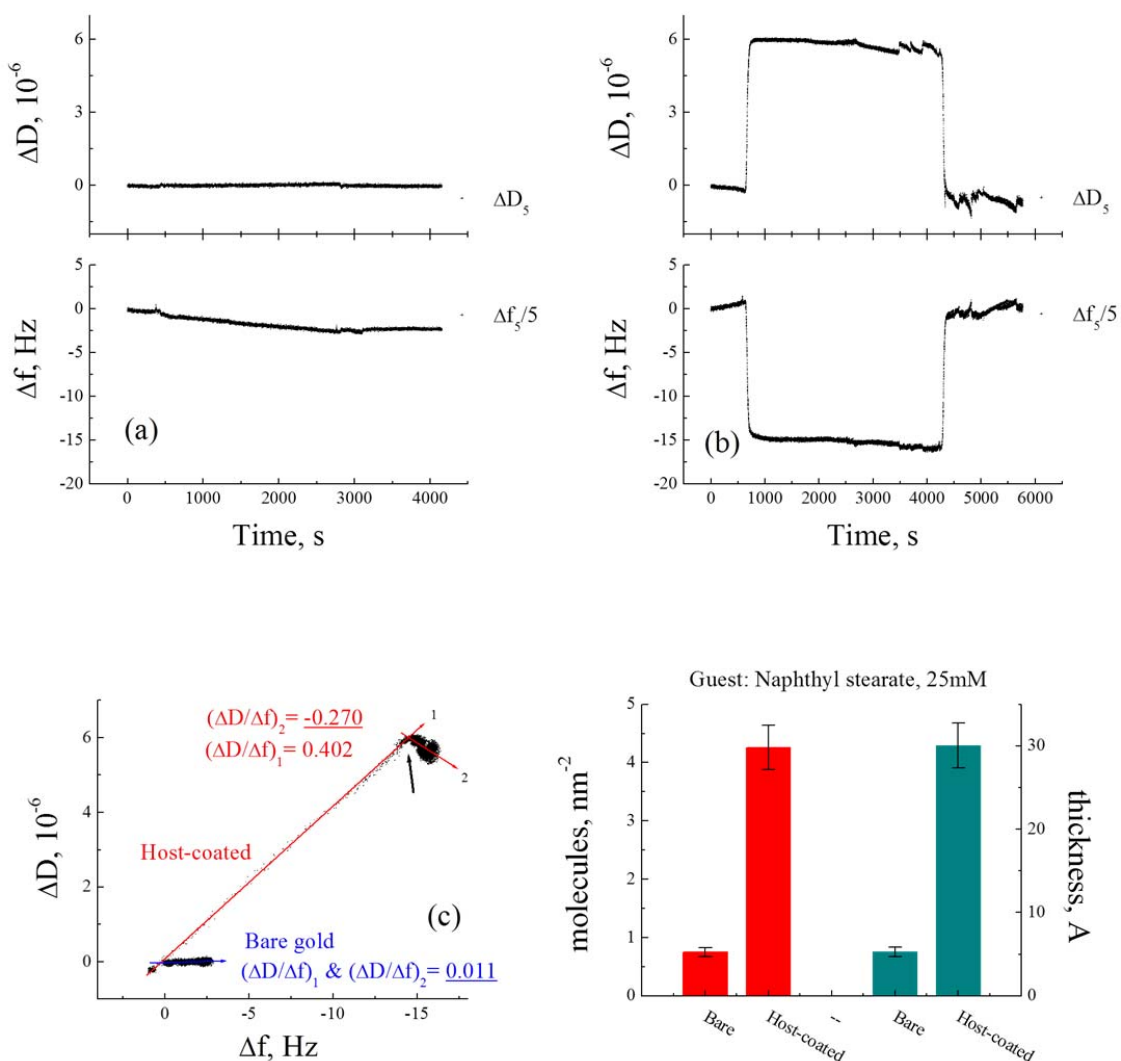 6
3
0
ΔD, 10⁻⁶
ΔD₅
5
0
-5
-10
-15
-20
Δf, Hz
Δf₅/5
(a)
0 1000 2000 3000 4000
Time, s
6
3
0
ΔD, 10⁻⁶
ΔD₅
5
0
-5
-10
-15
-20
Δf, Hz
Δf₅/5
(b)
0 1000 2000 3000 4000 5000 6000
Time, s
(ΔD/Δf)₂= -0.270
(ΔD/Δf)₁= 0.402
1
2
8
6
4
2
0
ΔD, 10⁻⁶
Host-coated
(c)
Bare gold
(ΔD/Δf)₁ & (ΔD/Δf)₂= 0.011
0 -5 -10 -15
Δf, Hz
Guest: Naphthyl stearate, 25mM
5
4
3
2
1
0
molecules, nm⁻²
30
20
10
0
thickness, A
Bare
Host-coated
--
Bare
Host-coated